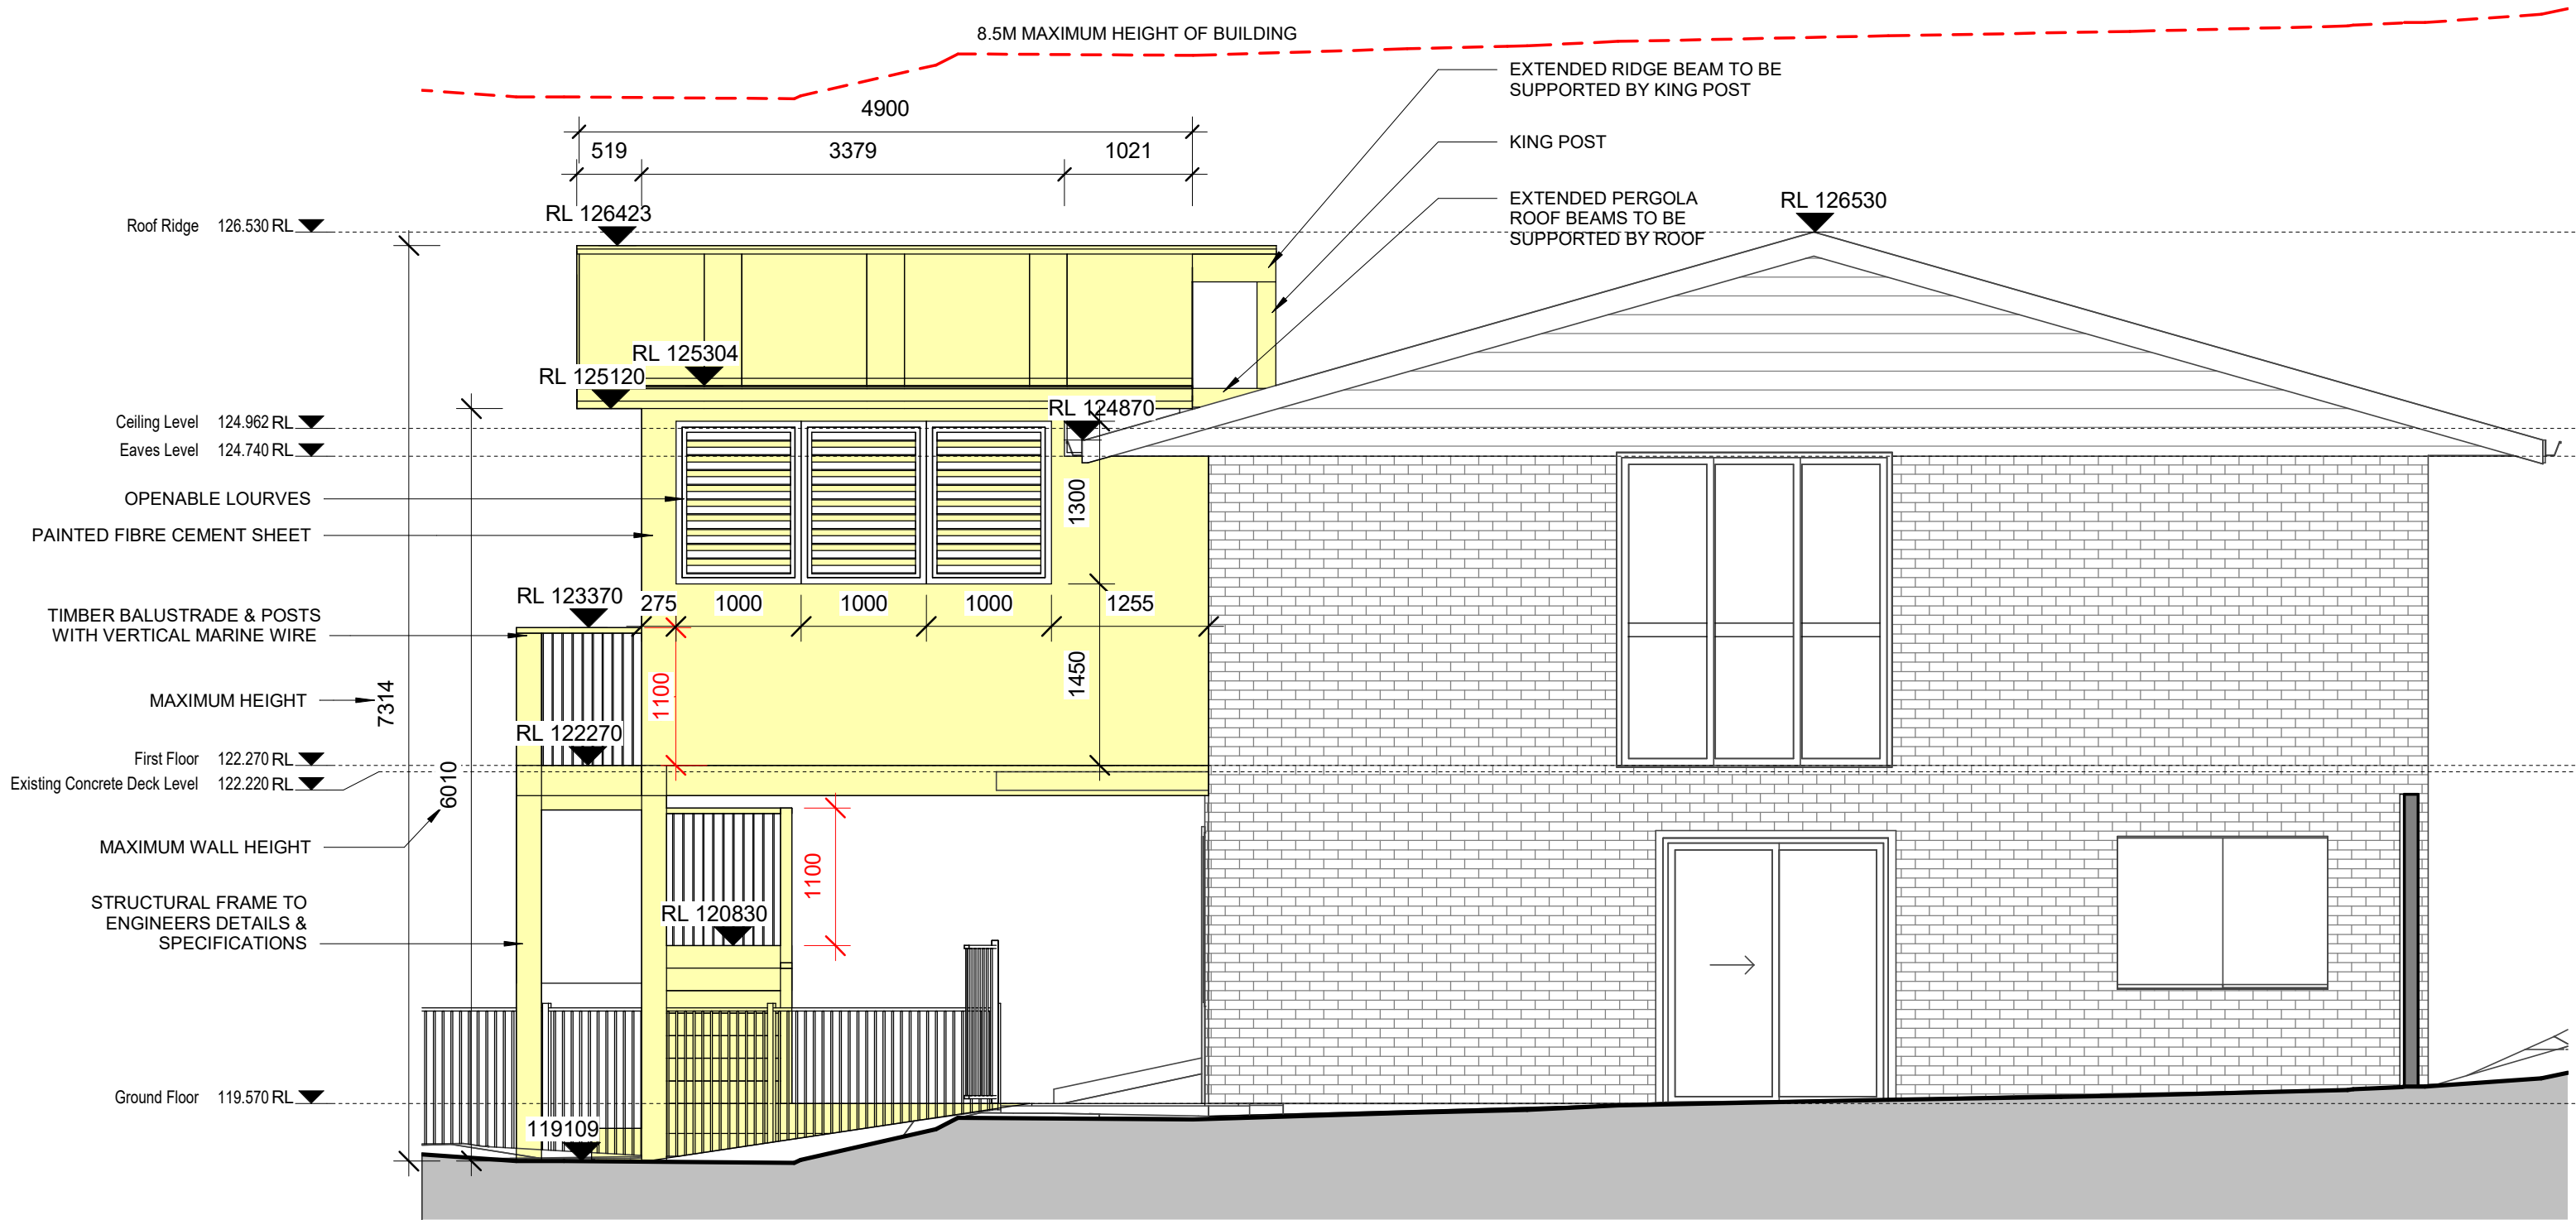 8.5M MAXIMUM HEIGHT OF BUILDING
EXTENDED RIDGE BEAM TO BE
SUPPORTED BY KING POST
4900
519
3379
1021
KING POST
EXTENDED PERGOLA
ROOF BEAMS TO BE
SUPPORTED BY ROOF
RL 126530
RL 126423
Roof Ridge 126.530 RL
RL 125304
RL 125120
RL 124870
Ceiling Level 124.962 RL
Eaves Level 124.740 RL
OPENABLE LOURVES
1300
PAINTED FIBRE CEMENT SHEET
RL 123370
275
1000
1000
1000
1255
TIMBER BALUSTRADE & POSTS
WITH VERTICAL MARINE WIRE
1100
1450
MAXIMUM HEIGHT
7314
RL 122270
First Floor 122.270 RL
Existing Concrete Deck Level 122.220 RL
6010
MAXIMUM WALL HEIGHT
1100
STRUCTURAL FRAME TO
ENGINEERS DETAILS &
SPECIFICATIONS
RL 120830
Ground Floor 119.570 RL
119109